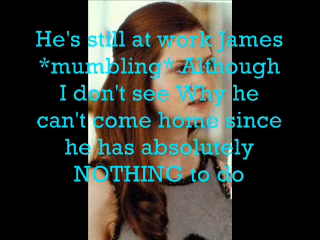 He's still at work James
*mumbling* Although
I don't see Why he
can't come home since
he has absolutely
NOTHING to do